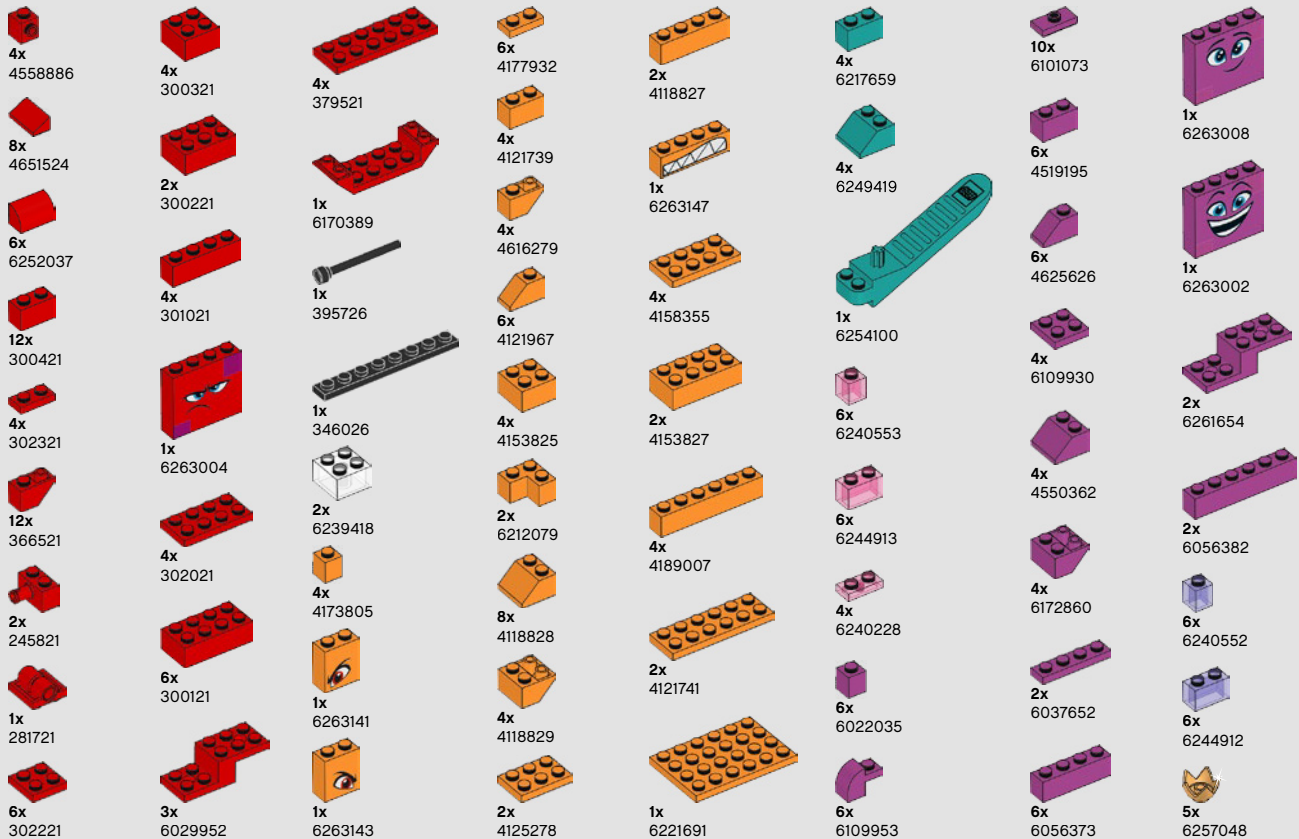 4x
4558886
8x
4651524
6x
6252037
12x
300421
4x
302321
12x
366521
2x
245821
1x
281721
6x
302221
4x
300321
2x
300221
4x
301021
1x
6263004
4x
302021
6x
300121
3x
6029952
4x
379521
1x
6170389
1x
395726
1x
346026
2x
6239418
4x
4173805
1x
6263141
1x
6263143
6x
4177932
4x
4121739
4x
4616279
6x
4121967
4x
4153825
2x
6212079
8x
4118828
4x
4118829
2x
4125278
2x
4118827
1x
6263147
4x
4158355
2x
4153827
4x
4189007
2x
4121741
1x
6221691
4x
6217659
4x
6249419
1x
6254100
6x
6240553
6x
6244913
4x
6240228
6x
6022035
6x
6109953
10x
6101073
6x
4519195
6x
4625626
4x
6109930
4x
4550362
4x
6172860
2x
6037652
6x
6056373
1x
6263008
1x
6263002
2x
6261654
2x
6056382
6x
6240552
6x
6244912
5x
6257048